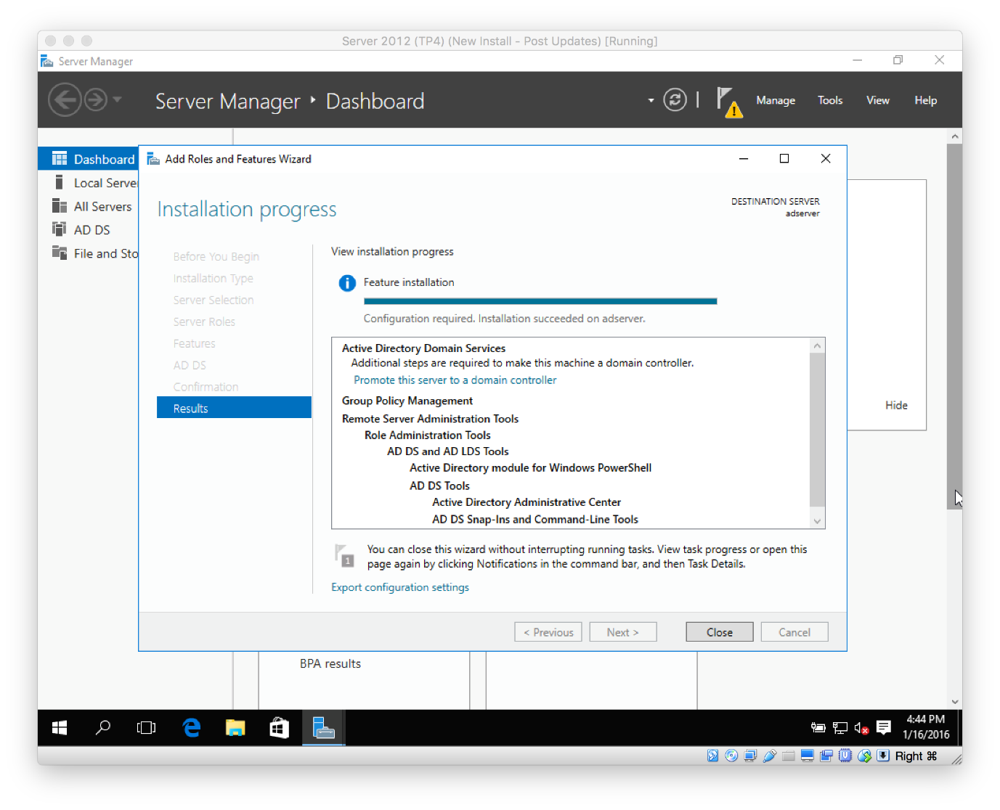 Server 2012 (TP4) (New Install - Post Updates) [Running]
Server Manager
Server Manager ‣ Dashboard
Manage
Tools
View
Help
Dashboard
Local Server
All Servers
AD DS
File and Sto
Add Roles and Features Wizard
Installation progress
DESTINATION SERVER
adserver
Before You Begin
Installation Type
Server Selection
Server Roles
Features
AD DS
Confirmation
Results
View installation progress
Feature installation
Configuration required. Installation succeeded on adserver.
Active Directory Domain Services
Additional steps are required to make this machine a domain controller.
Promote this server to a domain controller
Group Policy Management
Remote Server Administration Tools
Role Administration Tools
AD DS and AD LDS Tools
Active Directory module for Windows PowerShell
AD DS Tools
Active Directory Administrative Center
AD DS Snap-Ins and Command-Line Tools
1
You can close this wizard without interrupting running tasks. View task progress or open this
page again by clicking Notifications in the command bar, and then Task Details.
Export configuration settings
< Previous
Next >
Close
Cancel
Hide
BPA results
4:44 PM
1/16/2016
Right ⌘